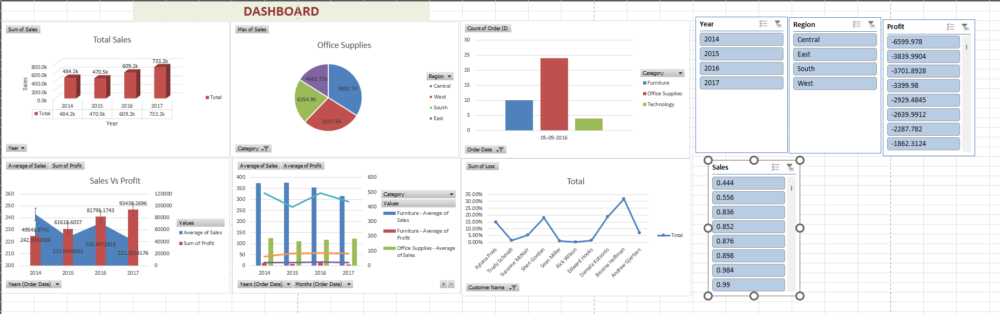 DASHBOARD
Sum of Sales
Total Sales
800.0k
600.0k
400.0k
200.0k
0.0k
Sales
484.2k
470.5k
609.2k
733.2k
2014 2015 2016 2017
Total 484.2k 470.5k 609.2k 733.2k
Year
Total
Year
Max of Sales
Office Supplies
4663.736
9892.74
6354.95
8187.65
Region
Central
West
South
East
Category
Count of Order ID
30
25
20
15
10
5
0
05-09-2016
Category
Furniture
Office Supplies
Technology
Order Date
Year
2014
2015
2016
2017
Region
Central
East
South
West
Profit
-6599.978
-3839.9904
-3701.8928
-3399.98
-2929.4845
-2639.9912
-2287.782
-1862.3124
Average of Sales Sum of Profit
Sales Vs Profit
260
250
240
230
220
210
200
120000
100000
80000
60000
40000
20000
0
49543.9741
61618.6037
81795.1743
93439.2696
242.9741586
223.8499091
235.4872818
221.3814176
2014 2015 2016 2017
Values
Average of Sales
Sum of Profit
Years (Order Date)
Average of Sales Average of Profit
400
350
300
250
200
150
100
50
0
600
500
400
300
200
100
0
2014 2015 2016 2017
Category
Values
Furniture - Average of
Sales
Furniture - Average of
Profit
Office Supplies - Average
of Sales
Years (Order Date) Months (Order Date)
+ −
Sum of Loss
Total
35.00%
30.00%
25.00%
20.00%
15.00%
10.00%
5.00%
0.00%
Xylona Preis
Trudy Schmidt
Suzanne McNair
Sheri Gordon
Sean Miller
Rick Wilson
Edward Hooks
Damala Kotsonis
Brosina Hoffman
Andrew Gjertsen
Total
Customer Name
Sales
0.444
0.556
0.836
0.852
0.876
0.898
0.984
0.99